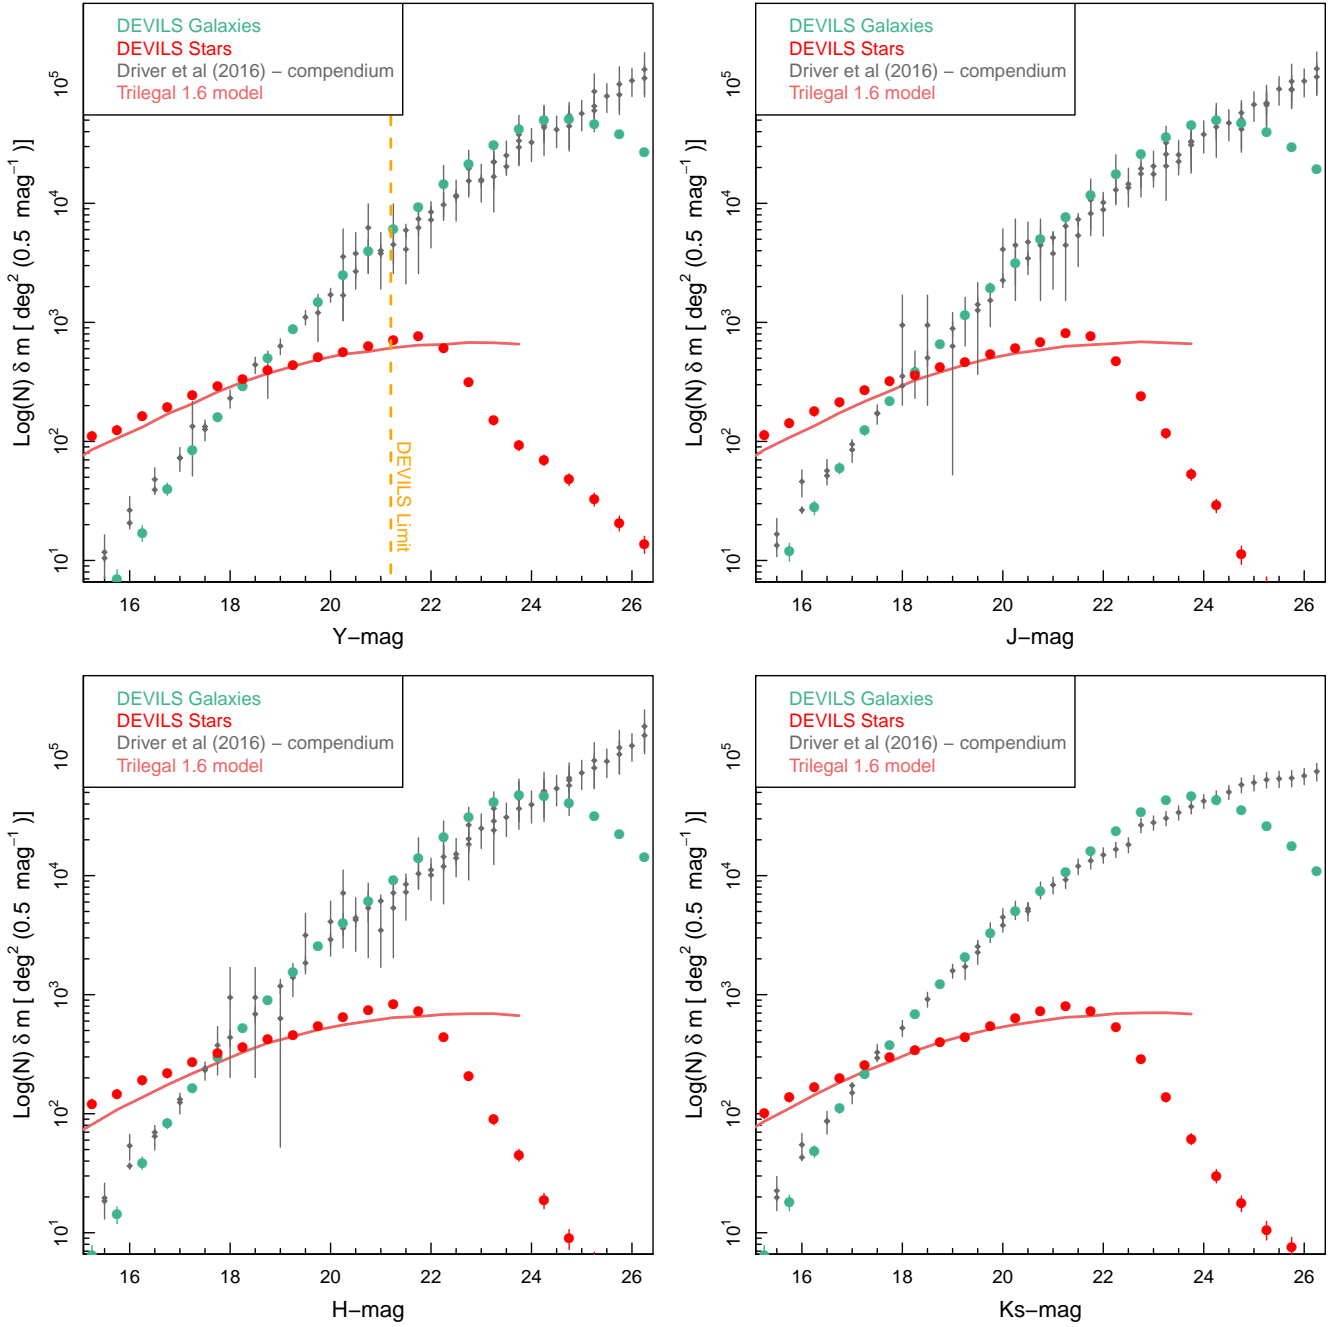 DEVILS Galaxies
DEVILS Stars
Driver et al (2016) − compendium
Trilegal 1.6 model
Log(N) δ m [ deg² (0.5 mag⁻¹ )]
10⁵
10⁴
10³
10²
10¹
DEVILS Limit
16 18 20 22 24 26
Y−mag
DEVILS Galaxies
DEVILS Stars
Driver et al (2016) − compendium
Trilegal 1.6 model
Log(N) δ m [ deg² (0.5 mag⁻¹ )]
10⁵
10⁴
10³
10²
10¹
16 18 20 22 24 26
J−mag
DEVILS Galaxies
DEVILS Stars
Driver et al (2016) − compendium
Trilegal 1.6 model
Log(N) δ m [ deg² (0.5 mag⁻¹ )]
10⁵
10⁴
10³
10²
10¹
16 18 20 22 24 26
H−mag
DEVILS Galaxies
DEVILS Stars
Driver et al (2016) − compendium
Trilegal 1.6 model
Log(N) δ m [ deg² (0.5 mag⁻¹ )]
10⁵
10⁴
10³
10²
10¹
16 18 20 22 24 26
Ks−mag